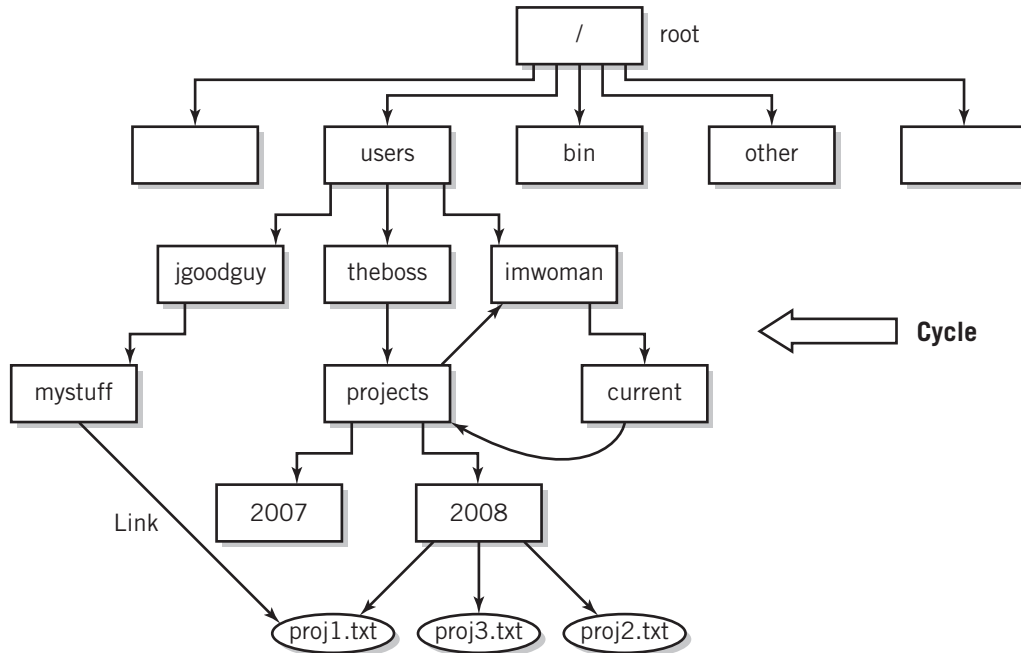 /
root
users
bin
other
jgoodguy
theboss
imwoman
Cycle
mystuff
projects
current
2007
2008
Link
proj1.txt
proj3.txt
proj2.txt